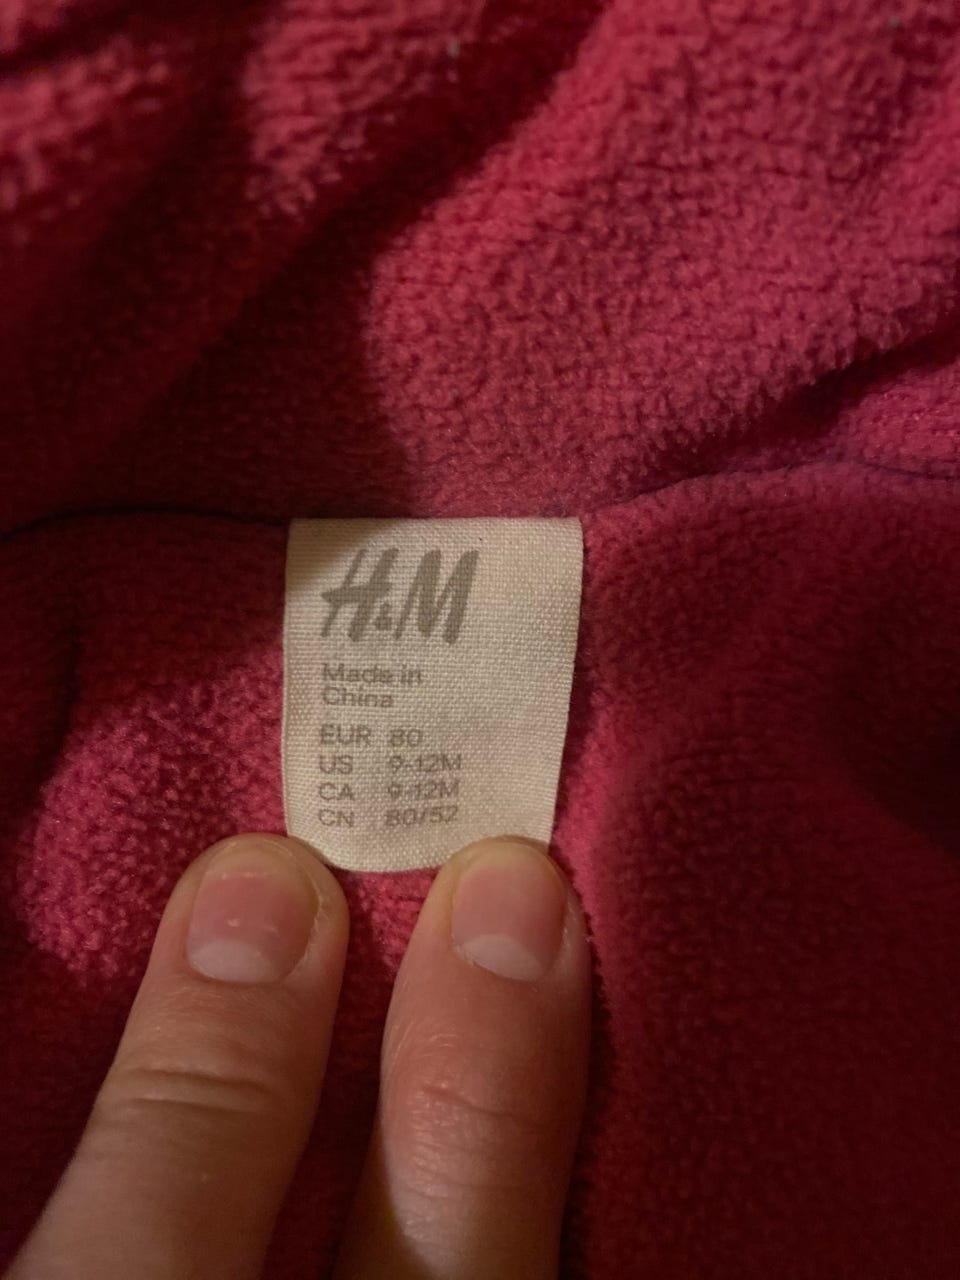 H&M
Made in
China
EUR 80
US 9-12M
CA 9-12M
CN 80/52